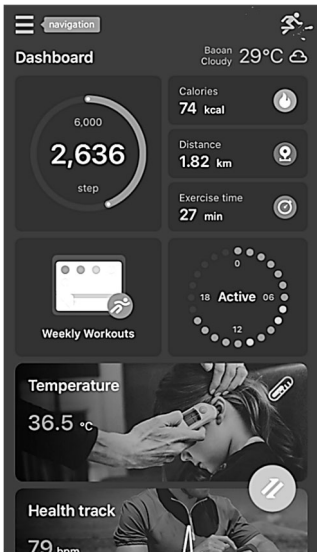 navigation
Dashboard
Baoan
Cloudy
29°C
6,000
2,636
step
Calories
74 kcal
Distance
1.82 km
Exercise time
27 min
Weekly Workouts
0
18 Active 06
12
Temperature
36.5 °C
Health track
79 bpm